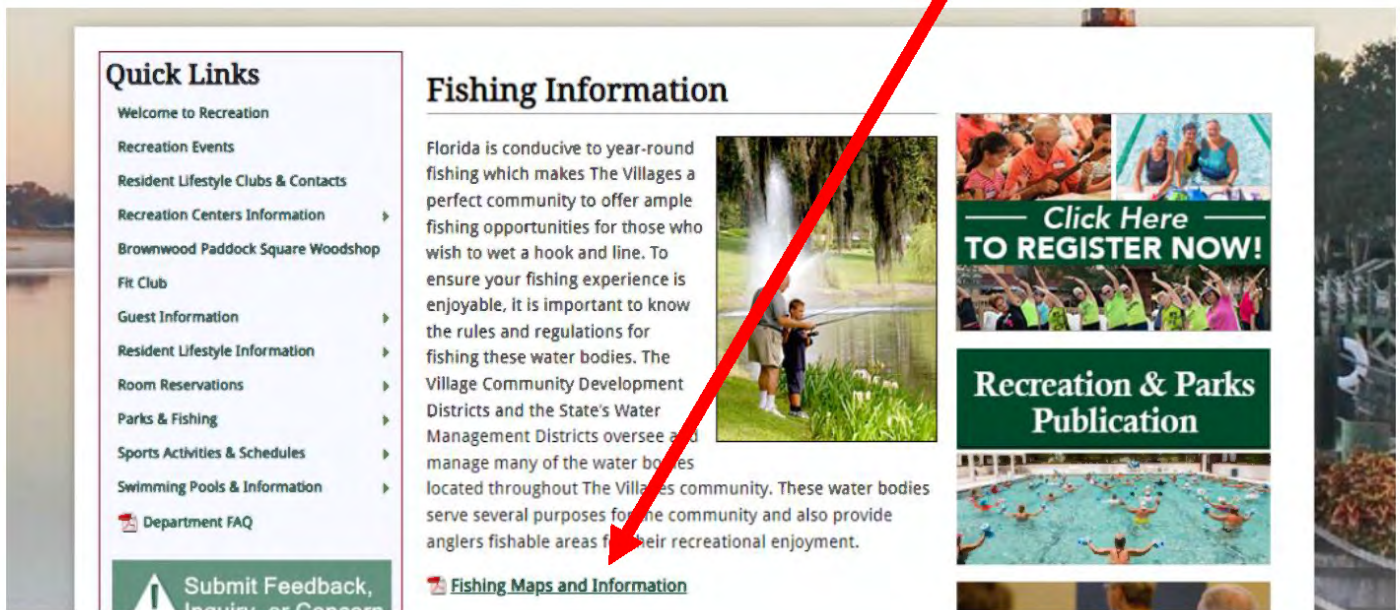 Quick Links
Welcome to Recreation
Recreation Events
Resident Lifestyle Clubs & Contacts
Recreation Centers Information
Brownwood Paddock Square Woodshop
Fit Club
Guest Information
Resident Lifestyle Information
Room Reservations
Parks & Fishing
Sports Activities & Schedules
Swimming Pools & Information
Department FAQ
Submit Feedback,
Inquiry, or Concern
Fishing Information
Florida is conducive to year-round
fishing which makes The Villages a
perfect community to offer ample
fishing opportunities for those who
wish to wet a hook and line. To
ensure your fishing experience is
enjoyable, it is important to know
the rules and regulations for
fishing these water bodies. The
Village Community Development
Districts and the State's Water
Management Districts oversee and
manage many of the water bodies
located throughout The Villages community. These water bodies
serve several purposes for the community and also provide
anglers fishable areas for their recreational enjoyment.
Fishing Maps and Information
Click Here
TO REGISTER NOW!
Recreation & Parks
Publication